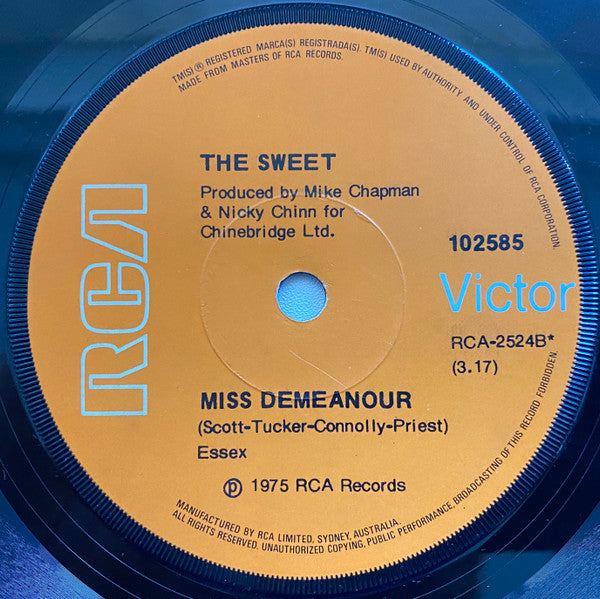 TM(S) ® REGISTERED MARCA(S) REGISTRADA(S). TM(S) USED BY AUTHORITY AND UNDER CONTROL OF RCA CORPORATION.
MADE FROM MASTERS OF RCA RECORDS.
THE SWEET
Produced by Mike Chapman
& Nicky Chinn for
Chinebridge Ltd.
RCA
102585
Victor
RCA-2524B*
(3.17)
MISS DEMEANOUR
(Scott-Tucker-Connolly-Priest)
Essex
℗ 1975 RCA Records
MANUFACTURED BY RCA LIMITED, SYDNEY, AUSTRALIA.
ALL RIGHTS RESERVED. UNAUTHORIZED COPYING, PUBLIC PERFORMANCE, BROADCASTING OF THIS RECORD FORBIDDEN.